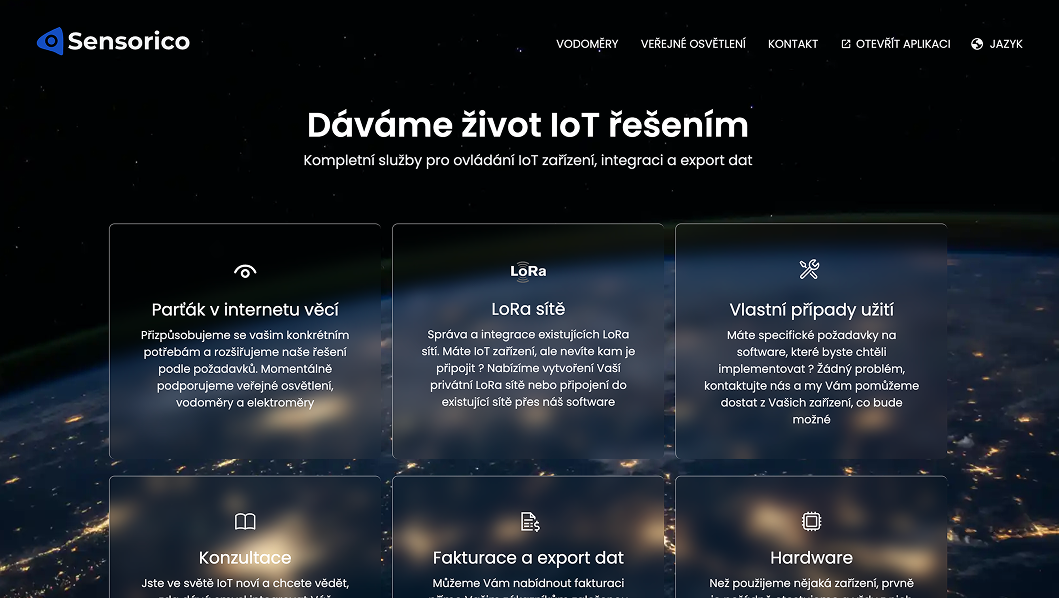 Sensorico
VODOMĚRY VEŘEJNÉ OSVĚTLENÍ KONTAKT OTEVŘÍT APLIKACI JAZYK
Dáváme život IoT řešením
Kompletní služby pro ovládání IoT zařízení, integraci a export dat
Parťák v internetu věcí
Přizpůsobujeme se vašim konkrétním
potřebám a rozšiřujeme naše řešení
podle požadavků. Momentálně
podporujeme veřejné osvětlení,
vodoměry a elektroměry
LoRa
LoRa sítě
Správa a integrace existujících LoRa
sítí. Máte IoT zařízení, ale nevíte kam je
připojit ? Nabízíme vytvoření Vaší
privátní LoRa sítě nebo připojení do
existující sítě přes náš software
Vlastní případy užití
Máte specifické požadavky na
software, které byste chtěli
implementovat ? Žádný problém,
kontaktujte nás a my Vám pomůžeme
dostat z Vašich zařízení, co bude
možné
Konzultace
Jste ve světě IoT noví a chcete vědět,
Fakturace a export dat
Můžeme Vám nabídnout fakturaci
Hardware
Než použijeme nějaká zařízení, prvně